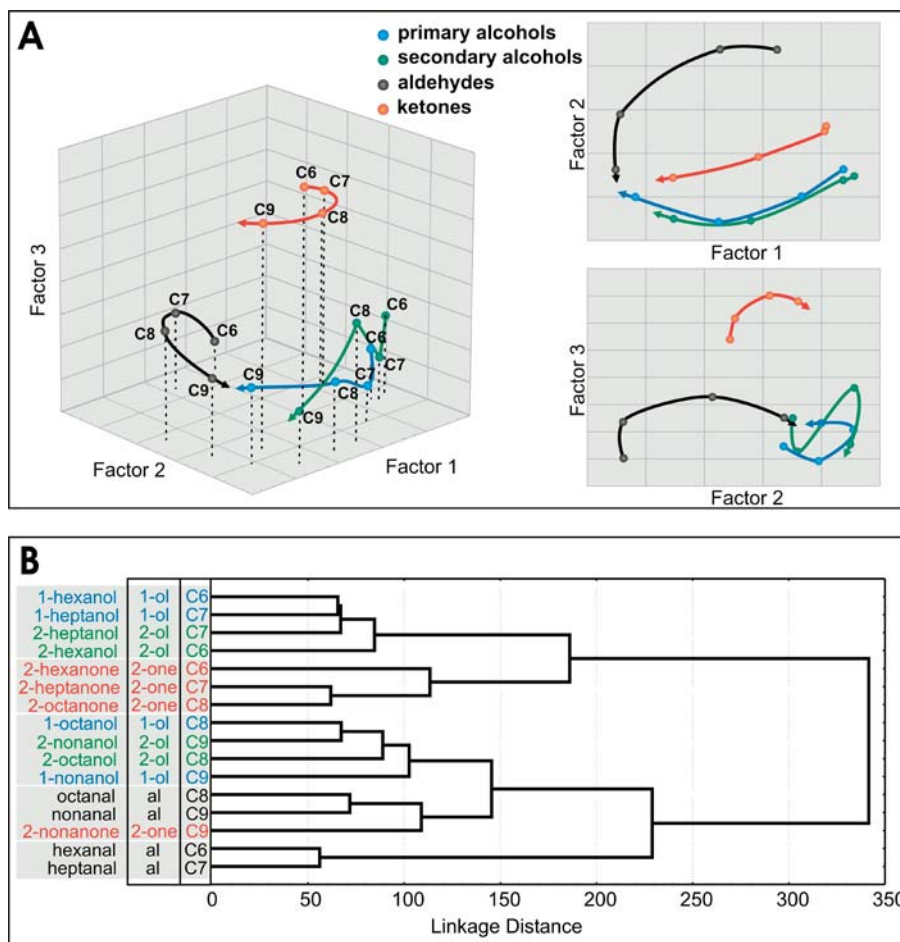 A
primary alcohols
secondary alcohols
aldehydes
ketones
Factor 3
Factor 2
Factor 1
C6
C7
C8
C9
C7
C8
C6
C9
C8
C6
C6
C7
C7
C8
C9
C9
Factor 2
Factor 1
Factor 3
Factor 2
B
1-hexanol 1-ol C6
1-heptanol 1-ol C7
2-heptanol 2-ol C7
2-hexanol 2-ol C6
2-hexanone 2-one C6
2-heptanone 2-one C7
2-octanone 2-one C8
1-octanol 1-ol C8
2-nonanol 2-ol C9
2-octanol 2-ol C8
1-nonanol 1-ol C9
octanal al C8
nonanal al C9
2-nonanone 2-one C9
hexanal al C6
heptanal al C7
0 50 100 150 200 250 300 350
Linkage Distance